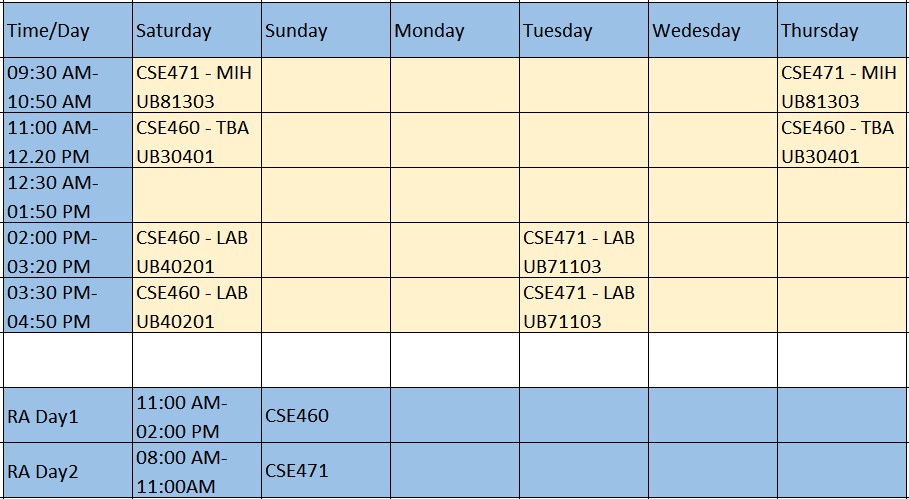 Time/Day Saturday Sunday Monday Tuesday Wedesday Thursday
09:30 AM- CSE471 - MIH CSE471 - MIH
10:50 AM UB81303 UB81303
11:00 AM- CSE460 - TBA CSE460 - TBA
12.20 PM UB30401 UB30401
12:30 AM-
01:50 PM
02:00 PM- CSE460 - LAB CSE471 - LAB
03:20 PM UB40201 UB71103
03:30 PM- CSE460 - LAB CSE471 - LAB
04:50 PM UB40201 UB71103
RA Day1 11:00 AM- CSE460
02:00 PM
RA Day2 08:00 AM- CSE471
11:00AM